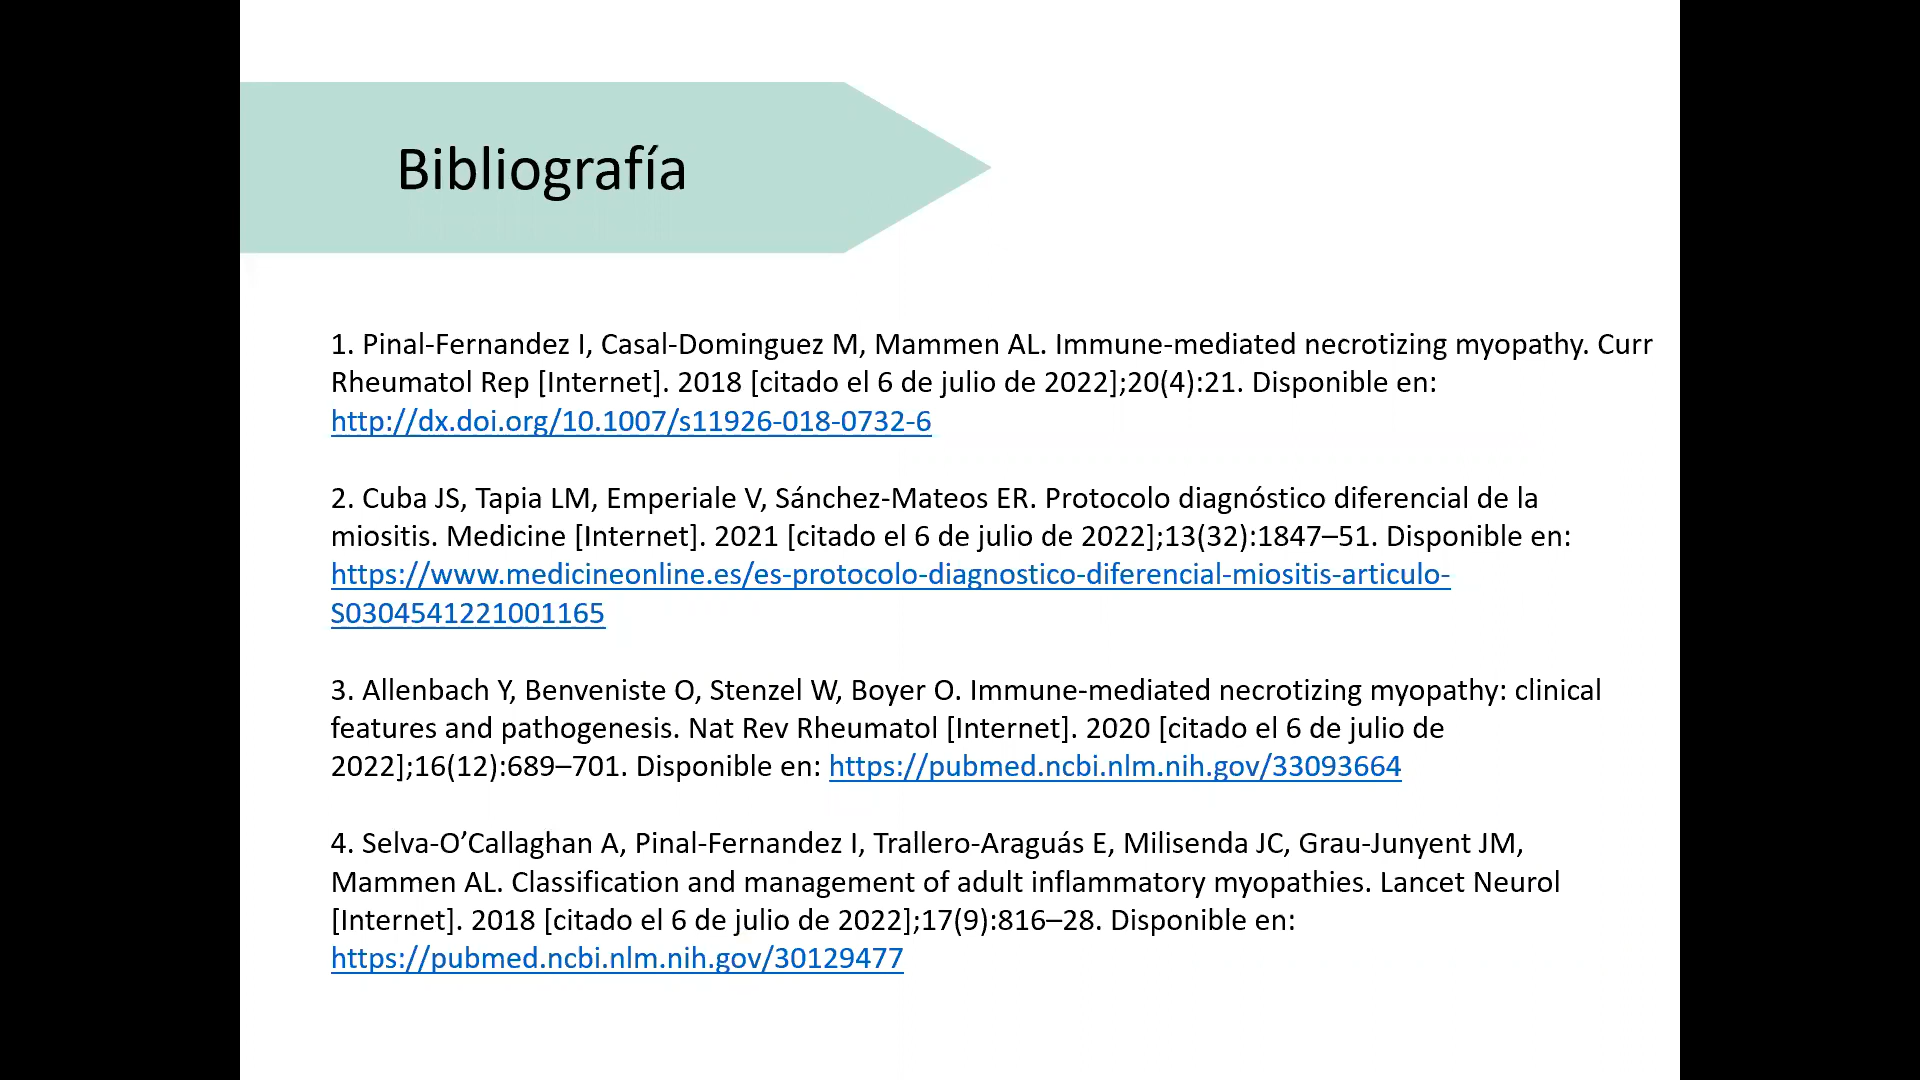 Bibliografía
1. Pinal-Fernandez I, Casal-Dominguez M, Mammen AL. Immune-mediated necrotizing myopathy. Curr
Rheumatol Rep [Internet]. 2018 [citado el 6 de julio de 2022];20(4):21. Disponible en:
http://dx.doi.org/10.1007/s11926-018-0732-6
2. Cuba JS, Tapia LM, Emperiale V, Sánchez-Mateos ER. Protocolo diagnóstico diferencial de la
miositis. Medicine [Internet]. 2021 [citado el 6 de julio de 2022];13(32):1847–51. Disponible en:
https://www.medicineonline.es/es-protocolo-diagnostico-diferencial-miositis-articulo-
S0304541221001165
3. Allenbach Y, Benveniste O, Stenzel W, Boyer O. Immune-mediated necrotizing myopathy: clinical
features and pathogenesis. Nat Rev Rheumatol [Internet]. 2020 [citado el 6 de julio de
2022];16(12):689–701. Disponible en: https://pubmed.ncbi.nlm.nih.gov/33093664
4. Selva-O’Callaghan A, Pinal-Fernandez I, Trallero-Araguás E, Milisenda JC, Grau-Junyent JM,
Mammen AL. Classification and management of adult inflammatory myopathies. Lancet Neurol
[Internet]. 2018 [citado el 6 de julio de 2022];17(9):816–28. Disponible en:
https://pubmed.ncbi.nlm.nih.gov/30129477